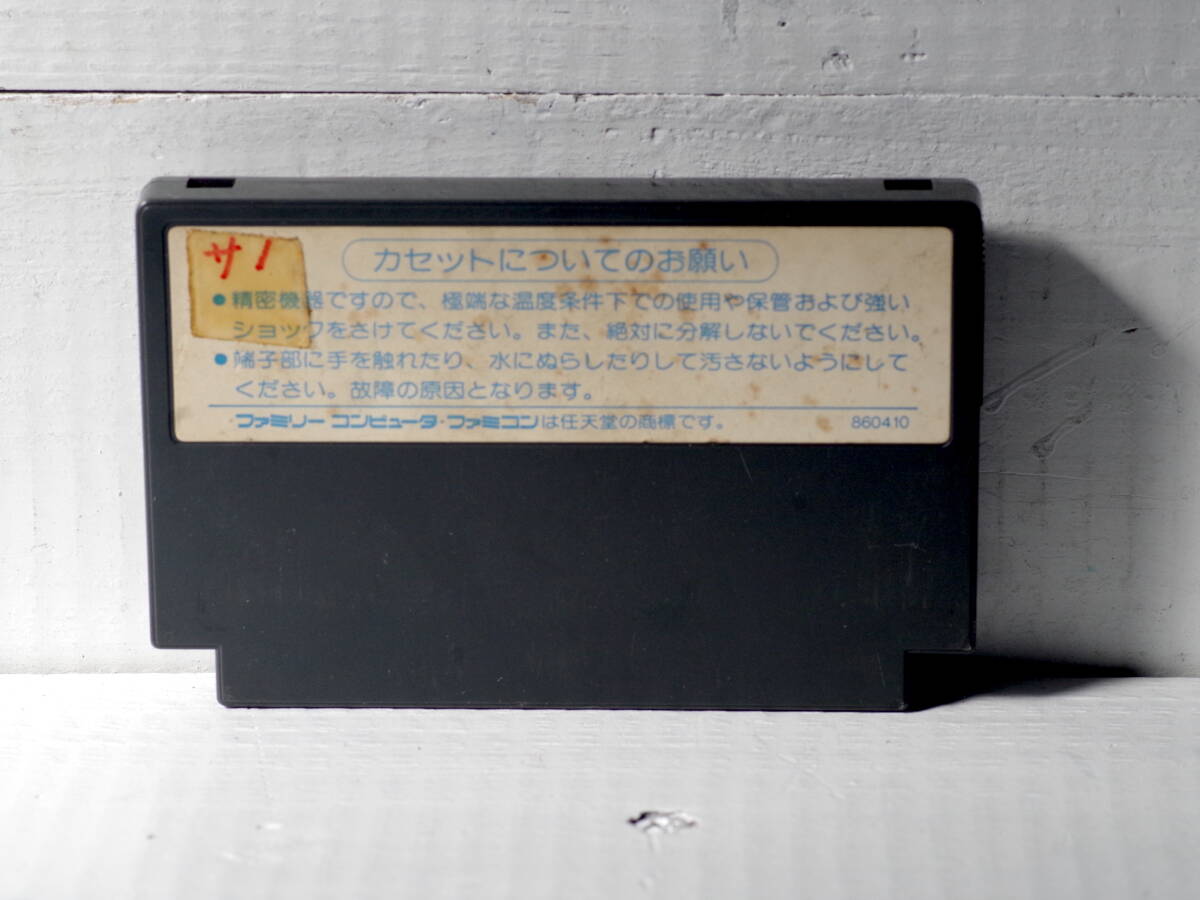 サ1
カセットについてのお願い
●精密機器ですので、極端な温度条件下での使用や保管および強い
ショックをさけてください。また、絶対に分解しないでください。
●端子部に手を触れたり、水にぬらしたりして汚さないようにして
ください。故障の原因となります。
ファミリーコンピュータ・ファミコンは任天堂の商標です。 860410